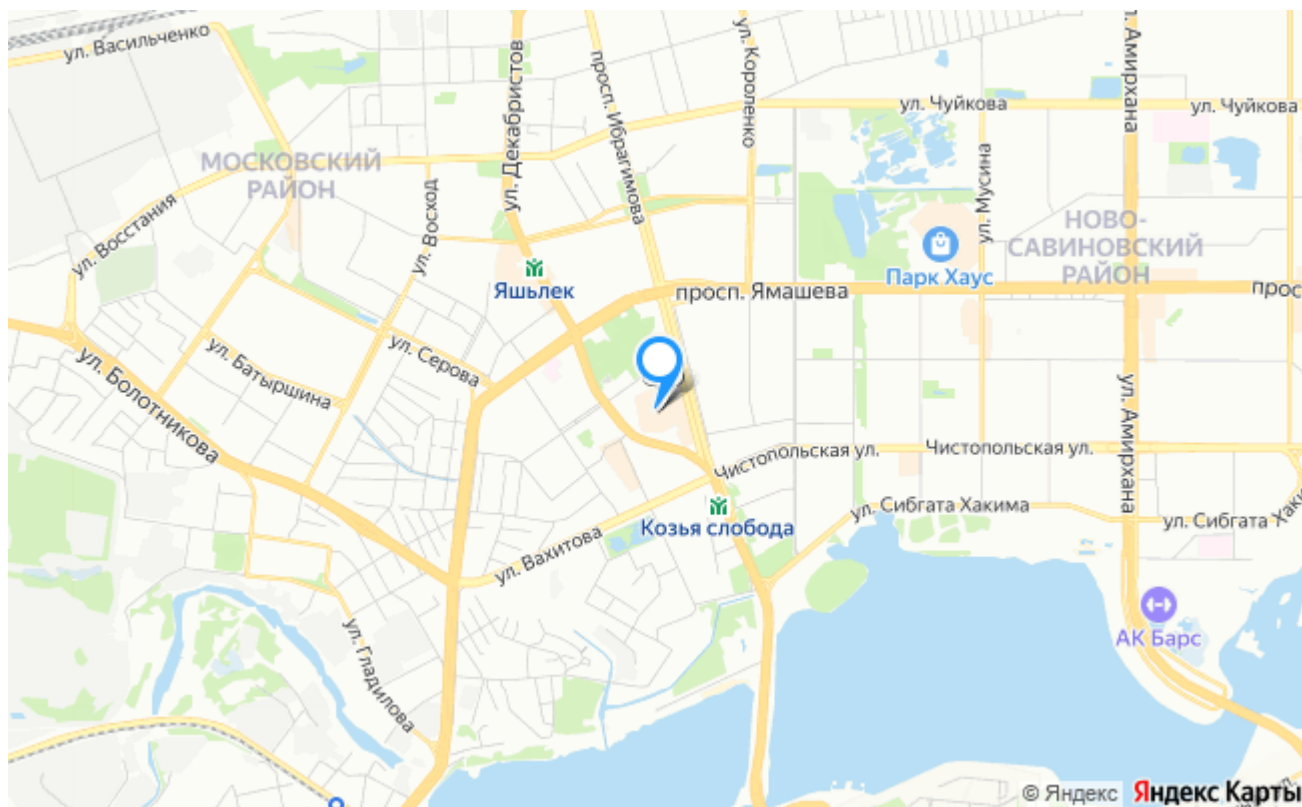 ул. Васильченко
ул. Декабристов
просп. Ибрагимова
ул. Короленко
ул. Чуйкова
ул. Амирхана
ул. Чуйкова
МОСКОВСКИЙ
РАЙОН
ул. Восход
ул. Мусина
ул. Восстания
НОВО-
САВИНОВСКИЙ
РАЙОН
Парк Хаус
Яшьлек
просп. Ямашева
прос
ул. Серова
ул. Батыршина
ул. Болотникова
ул. Амирхана
Чистопольская ул.
Чистопольская ул.
ул. Сибгата Хакима
ул. Сибгата Хаки
Козья слобода
ул. Вахитова
АК Барс
ул. Гладилова
© Яндекс Яндекс Карты